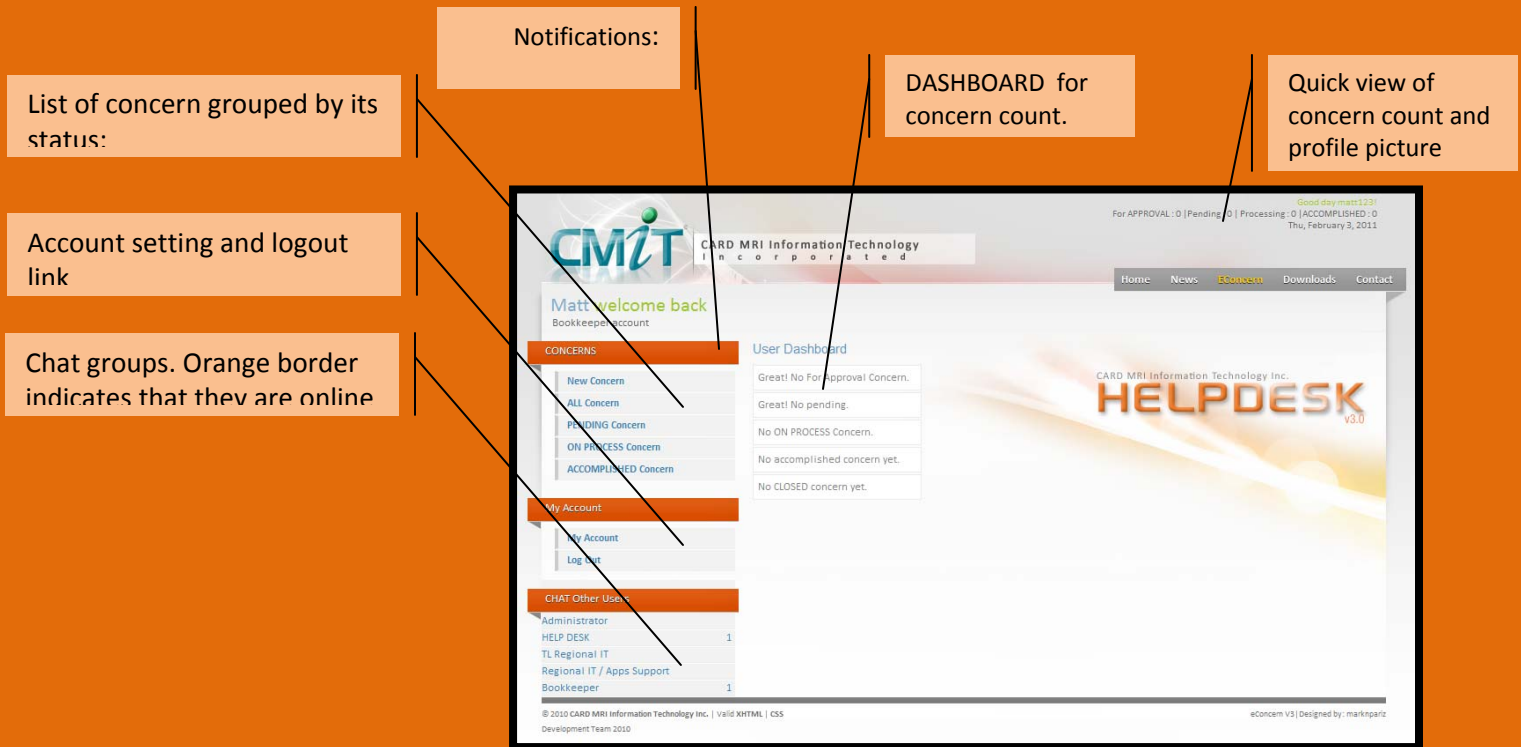 Notifications:
List of concern grouped by its
status:
DASHBOARD for
concern count.
Quick view of
concern count and
profile picture
Account setting and logout
link
Chat groups. Orange border
indicates that they are online
CMiT
CARD MRI Information Technology
Incorporated
Good day matt123!
For APPROVAL : 0 | Pending : 0 | Processing : 0 | ACCOMPLISHED : 0
Thu, February 3, 2011
Home News EConcern Downloads Contact
Matt welcome back
Bookkeeper account
CONCERNS
New Concern
ALL Concern
PENDING Concern
ON PROCESS Concern
ACCOMPLISHED Concern
My Account
My Account
Log Out
CHAT Other Users
Administrator
HELP DESK 1
TL Regional IT
Regional IT / Apps Support
Bookkeeper 1
User Dashboard
Great! No For Approval Concern.
Great! No pending.
No ON PROCESS Concern.
No accomplished concern yet.
No CLOSED concern yet.
CARD MRI Information Technology Inc.
HELPDESK
v3.0
© 2010 CARD MRI Information Technology Inc. | Valid XHTML | CSS
Development Team 2010
eConcern V3 | Designed by : marknpariz